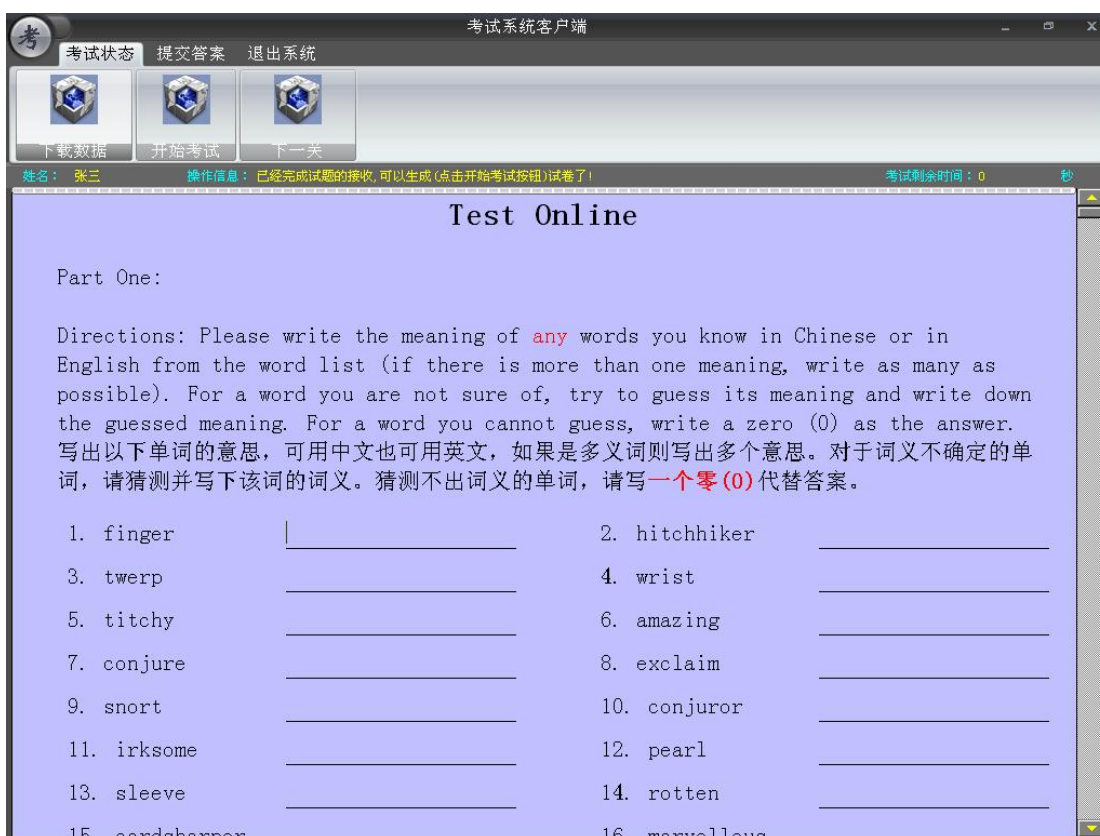 考试系统客户端
考
考试状态 提交答案 退出系统
下载数据 开始考试 下一关
姓名： 张三 操作信息：已经完成试题的接收,可以生成(点击开始考试按钮)试卷了! 考试剩余时间：0 秒
Test Online
Part One:
Directions: Please write the meaning of any words you know in Chinese or in
English from the word list (if there is more than one meaning, write as many as
possible). For a word you are not sure of, try to guess its meaning and write down
the guessed meaning. For a word you cannot guess, write a zero (0) as the answer.
写出以下单词的意思，可用中文也可用英文，如果是多义词则写出多个意思。对于词义不确定的单
词，请猜测并写下该词的词义。猜测不出词义的单词，请写一个零(0)代替答案。
1. finger 2. hitchhiker
3. twerp 4. wrist
5. titchy 6. amazing
7. conjure 8. exclaim
9. snort 10. conjuror
11. irksome 12. pearl
13. sleeve 14. rotten
15. cardsharper 16. marvellous